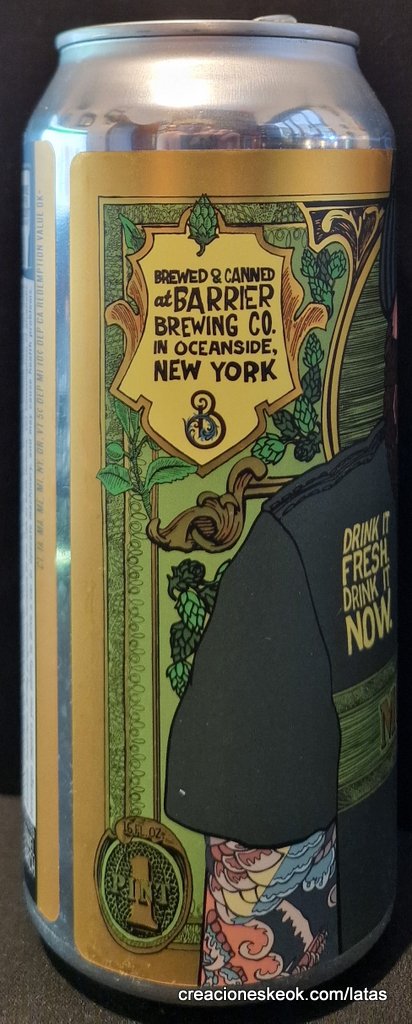 BREWED & CANNED
at BARRIER
BREWING CO.
IN OCEANSIDE,
NEW YORK
B
DRINK IT
FRESH.
DRINK IT
NOW.
16 FL. OZ.
1
PINT
creacioneskeok.com/latas